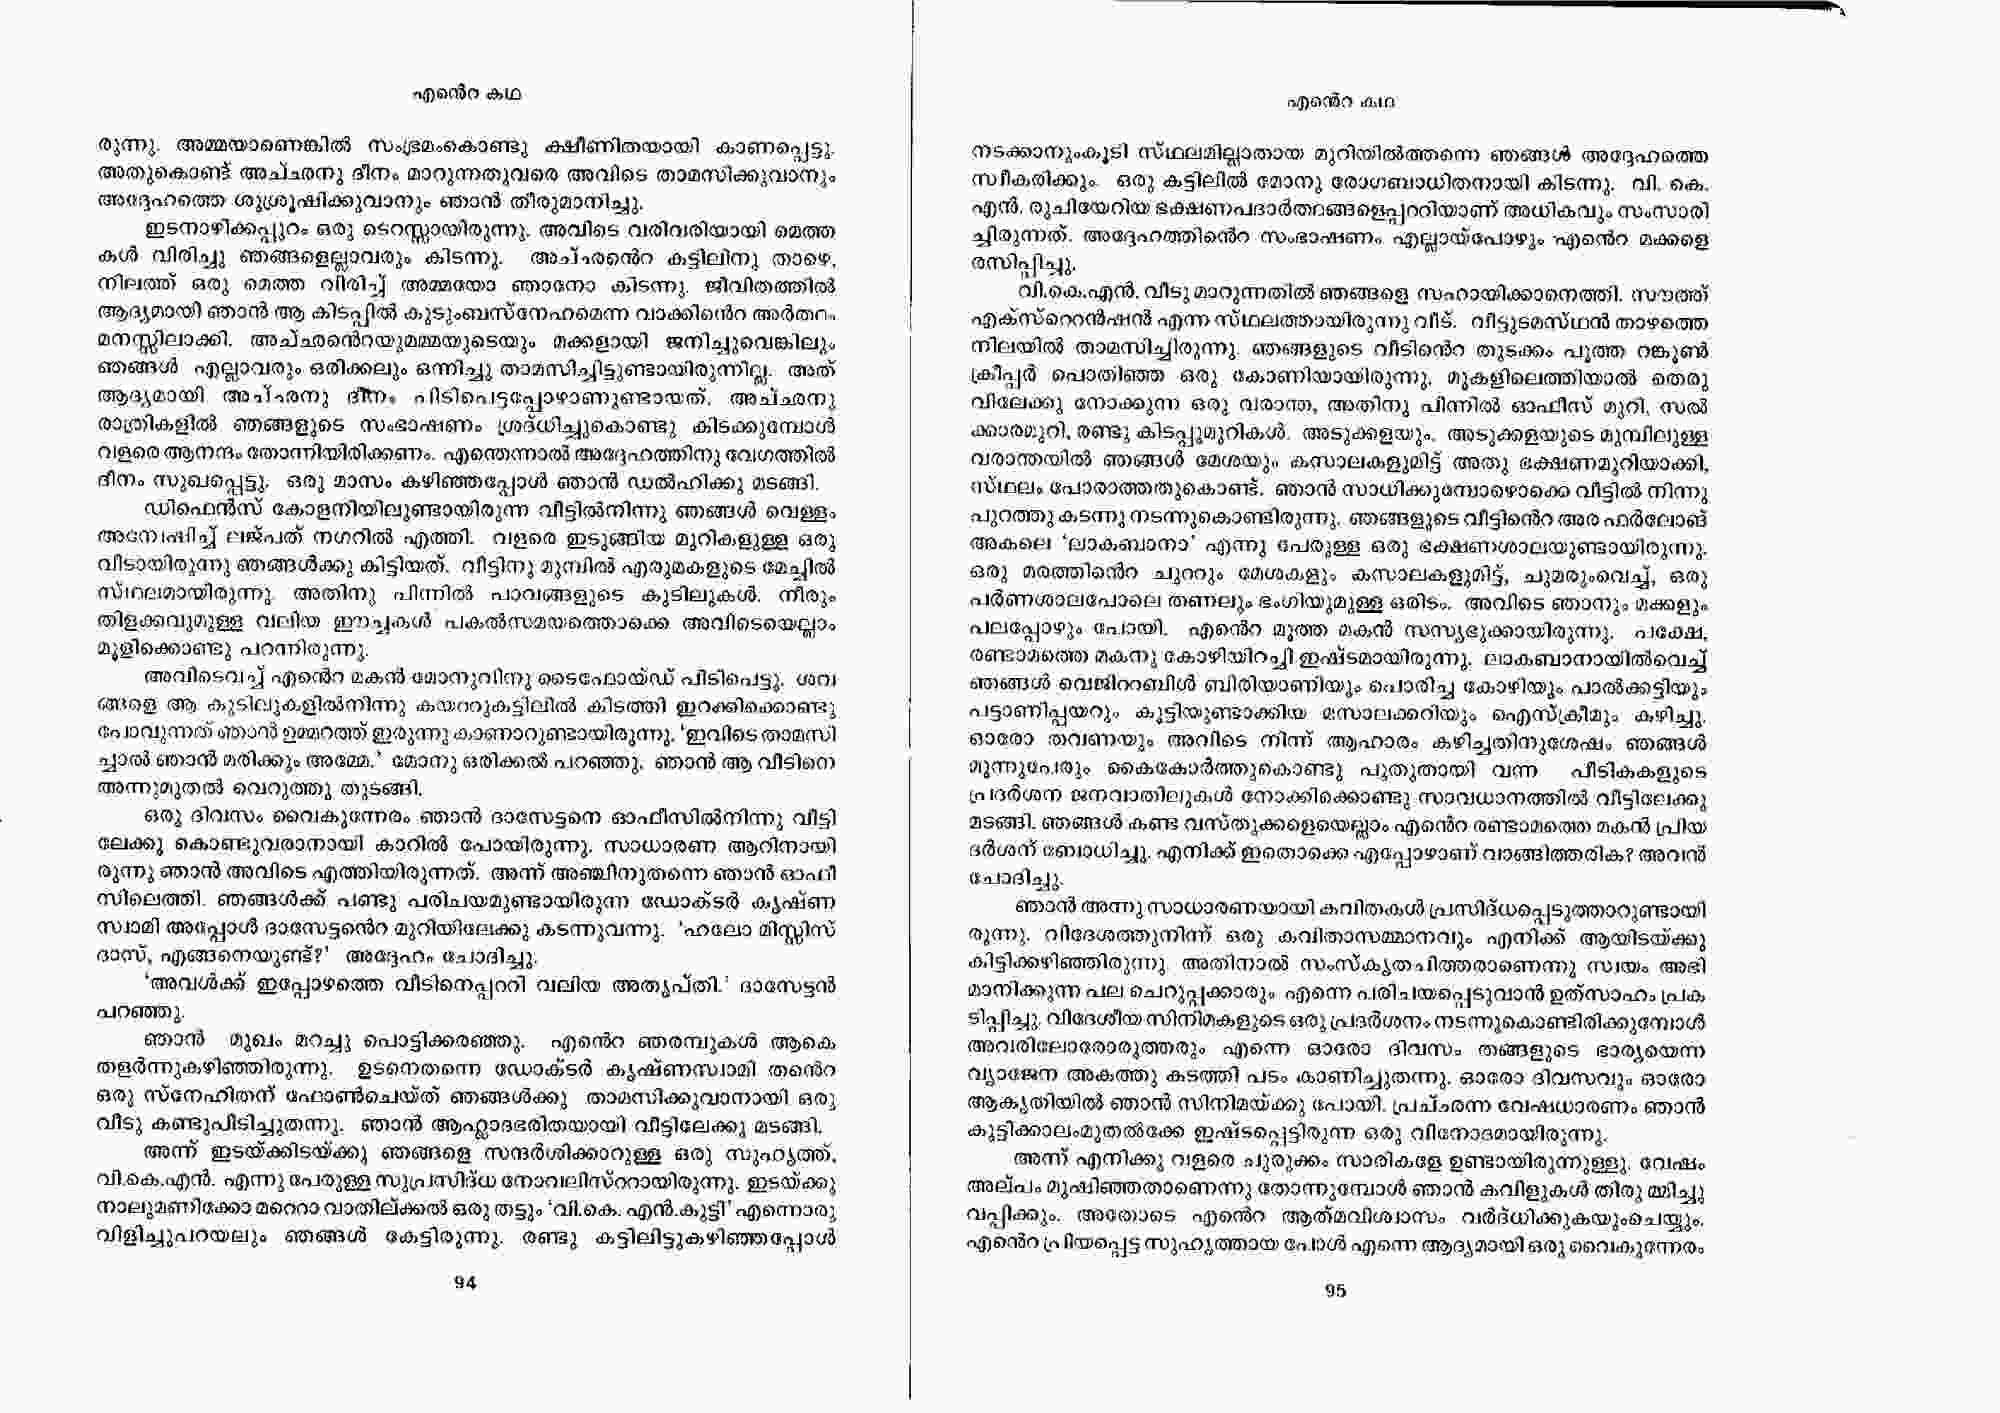 എന്റെ കഥ
രുന്നു. അമ്മയാണെങ്കിൽ സംഭ്രമംകൊണ്ടു ക്ഷീണിതയായി കാണപ്പെട്ടു.
അതുകൊണ്ട് അച്ഛനു ദീനം മാറുന്നതുവരെ അവിടെ താമസിക്കുവാനും
അദ്ദേഹത്തെ ശുശ്രൂഷിക്കുവാനും ഞാൻ തീരുമാനിച്ചു.
ഇടനാഴിക്കപ്പുറം ഒരു ടെറസ്സായിരുന്നു. അവിടെ വരിവരിയായി മെത്ത
കൾ വിരിച്ചു ഞങ്ങളെല്ലാവരും കിടന്നു. അച്ഛന്റെ കട്ടിലിനു താഴെ,
നിലത്ത് ഒരു മെത്ത വിരിച്ച് അമ്മയോ ഞാനോ കിടന്നു. ജീവിതത്തിൽ
ആദ്യമായി ഞാൻ ആ കിടപ്പിൽ കുടുംബസ്നേഹമെന്ന വാക്കിന്റെ അർത്ഥം
മനസ്സിലാക്കി. അച്ഛന്റെയുമമ്മയുടെയും മക്കളായി ജനിച്ചുവെങ്കിലും
ഞങ്ങൾ എല്ലാവരും ഒരിക്കലും ഒന്നിച്ചു താമസിച്ചിട്ടുണ്ടായിരുന്നില്ല. അത്
ആദ്യമായി അച്ഛനു ദീനം പിടിപെട്ടപ്പോഴാണുണ്ടായത്. അച്ഛനു
രാത്രികളിൽ ഞങ്ങളുടെ സംഭാഷണം ശ്രദ്ധിച്ചുകൊണ്ടു കിടക്കുമ്പോൾ
വളരെ ആനന്ദം തോന്നിയിരിക്കണം. എന്തെന്നാൽ അദ്ദേഹത്തിനു വേഗത്തിൽ
ദീനം സുഖപ്പെട്ടു. ഒരു മാസം കഴിഞ്ഞപ്പോൾ ഞാൻ ഡൽഹിക്കു മടങ്ങി.
ഡിഫെൻസ് കോളനിയിലുണ്ടായിരുന്ന വീട്ടിൽനിന്നു ഞങ്ങൾ വെള്ളം
അന്വേഷിച്ച് ലജ്പത് നഗറിൽ എത്തി. വളരെ ഇടുങ്ങിയ മുറികളുള്ള ഒരു
വീടായിരുന്നു ഞങ്ങൾക്കു കിട്ടിയത്. വീട്ടിനു മുമ്പിൽ എരുമകളുടെ മേച്ചിൽ
സ്ഥലമായിരുന്നു. അതിനു പിന്നിൽ പാവങ്ങളുടെ കുടിലുകൾ. നീരും
തിളക്കവുമുള്ള വലിയ ഈച്ചകൾ പകൽസമയത്തൊക്കെ അവിടെയെല്ലാം
മൂളിക്കൊണ്ടു പറന്നിരുന്നു.
അവിടെവച്ച് എന്റെ മകൻ മോനുവിനു ടൈഫോയ്ഡ് പിടിപെട്ടു. ശവ
ങ്ങളെ ആ കുടിലുകളിൽനിന്നു കയററുകട്ടിലിൽ കിടത്തി ഇറക്കിക്കൊണ്ടു
പോവുന്നത് ഞാൻ ഉമ്മറത്ത് ഇരുന്നു കാണാറുണ്ടായിരുന്നു. 'ഇവിടെ താമസി
ച്ചാൽ ഞാൻ മരിക്കും അമ്മേ.' മോനു ഒരിക്കൽ പറഞ്ഞു. ഞാൻ ആ വീടിനെ
അന്നുമുതൽ വെറുത്തു തുടങ്ങി.
ഒരു ദിവസം വൈകുന്നേരം ഞാൻ ദാസേട്ടനെ ഓഫീസിൽനിന്നു വീട്ടി
ലേക്കു കൊണ്ടുവരാനായി കാറിൽ പോയിരുന്നു. സാധാരണ ആറിനായി
രുന്നു ഞാൻ അവിടെ എത്തിയിരുന്നത്. അന്ന് അഞ്ചിനുതന്നെ ഞാൻ ഓഫീ
സിലെത്തി. ഞങ്ങൾക്ക് പണ്ടു പരിചയമുണ്ടായിരുന്ന ഡോക്ടർ കൃഷ്ണ
സ്വാമി അപ്പോൾ ദാസേട്ടന്റെ മുറിയിലേക്കു കടന്നുവന്നു. 'ഹലോ മിസ്സിസ്
ദാസ്, എങ്ങനെയുണ്ട്?' അദ്ദേഹം ചോദിച്ചു.
'അവൾക്ക് ഇപ്പോഴത്തെ വീടിനെപ്പററി വലിയ അതൃപ്തി.' ദാസേട്ടൻ
പറഞ്ഞു.
ഞാൻ മുഖം മറച്ചു പൊട്ടിക്കരഞ്ഞു. എന്റെ ഞരമ്പുകൾ ആകെ
തളർന്നുകഴിഞ്ഞിരുന്നു. ഉടനെതന്നെ ഡോക്ടർ കൃഷ്ണസ്വാമി തന്റെ
ഒരു സ്നേഹിതന് ഫോൺചെയ്ത് ഞങ്ങൾക്കു താമസിക്കുവാനായി ഒരു
വീടു കണ്ടുപിടിച്ചുതന്നു. ഞാൻ ആഹ്ലാദഭരിതയായി വീട്ടിലേക്കു മടങ്ങി.
അന്ന് ഇടയ്ക്കിടയ്ക്കു ഞങ്ങളെ സന്ദർശിക്കാറുള്ള ഒരു സുഹൃത്ത്,
വി.കെ.എൻ. എന്നു പേരുള്ള സുപ്രസിദ്ധ നോവലിസ്ററായിരുന്നു. ഇടയ്ക്കു
നാലുമണിക്കോ മറെറാ വാതില്ക്കൽ ഒരു തട്ടും 'വി.കെ. എൻ.കുട്ടി' എന്നൊരു
വിളിച്ചുപറയലും ഞങ്ങൾ കേട്ടിരുന്നു. രണ്ടു കട്ടിലിട്ടുകഴിഞ്ഞപ്പോൾ
94
എന്റെ കഥ
നടക്കാനുംകൂടി സ്ഥലമില്ലാതായ മുറിയിൽത്തന്നെ ഞങ്ങൾ അദ്ദേഹത്തെ
സ്വീകരിക്കും. ഒരു കട്ടിലിൽ മോനു രോഗബാധിതനായി കിടന്നു. വി. കെ.
എൻ. രുചിയേറിയ ഭക്ഷണപദാർത്ഥങ്ങളെപ്പററിയാണ് അധികവും സംസാരി
ച്ചിരുന്നത്. അദ്ദേഹത്തിന്റെ സംഭാഷണം എല്ലായ്പോഴും എന്റെ മക്കളെ
രസിപ്പിച്ചു.
വി.കെ.എൻ. വീടു മാറുന്നതിൽ ഞങ്ങളെ സഹായിക്കാനെത്തി. സൗത്ത്
എക്സ്റെറൻഷൻ എന്ന സ്ഥലത്തായിരുന്നു വീട്. വീട്ടുടമസ്ഥൻ താഴത്തെ
നിലയിൽ താമസിച്ചിരുന്നു. ഞങ്ങളുടെ വീടിന്റെ തുടക്കം പൂത്ത റങ്കൂൺ
ക്രീപ്പർ പൊതിഞ്ഞ ഒരു കോണിയായിരുന്നു. മുകളിലെത്തിയാൽ തെരു
വിലേക്കു നോക്കുന്ന ഒരു വരാന്ത, അതിനു പിന്നിൽ ഓഫീസ് മുറി, സൽ
ക്കാരമുറി, രണ്ടു കിടപ്പുമുറികൾ. അടുക്കളയും. അടുക്കളയുടെ മുമ്പിലുള്ള
വരാന്തയിൽ ഞങ്ങൾ മേശയും കസാലകളുമിട്ട് അതു ഭക്ഷണമുറിയാക്കി,
സ്ഥലം പോരാത്തതുകൊണ്ട്. ഞാൻ സാധിക്കുമ്പോഴൊക്കെ വീട്ടിൽ നിന്നു
പുറത്തു കടന്നു നടന്നുകൊണ്ടിരുന്നു. ഞങ്ങളുടെ വീട്ടിന്റെ അര ഫർലോങ്
അകലെ 'ലാകബാനാ' എന്നു പേരുള്ള ഒരു ഭക്ഷണശാലയുണ്ടായിരുന്നു.
ഒരു മരത്തിന്റെ ചുററും മേശകളും കസാലകളുമിട്ട്, ചുമരുംവെച്ച്, ഒരു
പർണശാലപോലെ തണലും ഭംഗിയുമുള്ള ഒരിടം. അവിടെ ഞാനും മക്കളും
പലപ്പോഴും പോയി. എന്റെ മൂത്ത മകൻ സസ്യഭുക്കായിരുന്നു. പക്ഷേ,
രണ്ടാമത്തെ മകനു കോഴിയിറച്ചി ഇഷ്ടമായിരുന്നു. ലാകബാനായിൽവെച്ച്
ഞങ്ങൾ വെജിററബിൾ ബിരിയാണിയും പൊരിച്ച കോഴിയും പാൽക്കട്ടിയും
പട്ടാണിപ്പയറും കൂട്ടിയുണ്ടാക്കിയ മസാലക്കറിയും ഐസ്ക്രീമും കഴിച്ചു.
ഓരോ തവണയും അവിടെ നിന്ന് ആഹാരം കഴിച്ചതിനുശേഷം ഞങ്ങൾ
മൂന്നുപേരും കൈകോർത്തുകൊണ്ടു പുതുതായി വന്ന പീടികകളുടെ
പ്രദർശന ജനവാതിലുകൾ നോക്കിക്കൊണ്ടു സാവധാനത്തിൽ വീട്ടിലേക്കു
മടങ്ങി. ഞങ്ങൾ കണ്ട വസ്തുക്കളെയെല്ലാം എന്റെ രണ്ടാമത്തെ മകൻ പ്രിയ
ദർശന് ബോധിച്ചു. എനിക്ക് ഇതൊക്കെ എപ്പോഴാണ് വാങ്ങിത്തരിക? അവൻ
ചോദിച്ചു.
ഞാൻ അന്നു സാധാരണയായി കവിതകൾ പ്രസിദ്ധപ്പെടുത്താറുണ്ടായി
രുന്നു. വിദേശത്തുനിന്ന് ഒരു കവിതാസമ്മാനവും എനിക്ക് ആയിടയ്ക്കു
കിട്ടിക്കഴിഞ്ഞിരുന്നു. അതിനാൽ സംസ്കൃതചിത്തരാണെന്നു സ്വയം അഭി
മാനിക്കുന്ന പല ചെറുപ്പക്കാരും എന്നെ പരിചയപ്പെടുവാൻ ഉത്സാഹം പ്രക
ടിപ്പിച്ചു. വിദേശീയ സിനിമകളുടെ ഒരു പ്രദർശനം നടന്നുകൊണ്ടിരിക്കുമ്പോൾ
അവരിലോരോരുത്തരും എന്നെ ഓരോ ദിവസം തങ്ങളുടെ ഭാര്യയെന്ന
വ്യാജേന അകത്തു കടത്തി പടം കാണിച്ചുതന്നു. ഓരോ ദിവസവും ഓരോ
ആകൃതിയിൽ ഞാൻ സിനിമയ്ക്കു പോയി. പ്രച്ഛന്ന വേഷധാരണം ഞാൻ
കുട്ടിക്കാലംമുതൽക്കേ ഇഷ്ടപ്പെട്ടിരുന്ന ഒരു വിനോദമായിരുന്നു.
അന്ന് എനിക്കു വളരെ ചുരുക്കം സാരികളേ ഉണ്ടായിരുന്നുള്ളു. വേഷം
അല്പം മുഷിഞ്ഞതാണെന്നു തോന്നുമ്പോൾ ഞാൻ കവിളുകൾ തിരു മ്മിച്ചു
വപ്പിക്കും. അതോടെ എന്റെ ആത്മവിശ്വാസം വർദ്ധിക്കുകയുംചെയ്യും.
എന്റെ പ്രിയപ്പെട്ട സുഹൃത്തായ പോൾ എന്നെ ആദ്യമായി ഒരു വൈകുന്നേരം
95